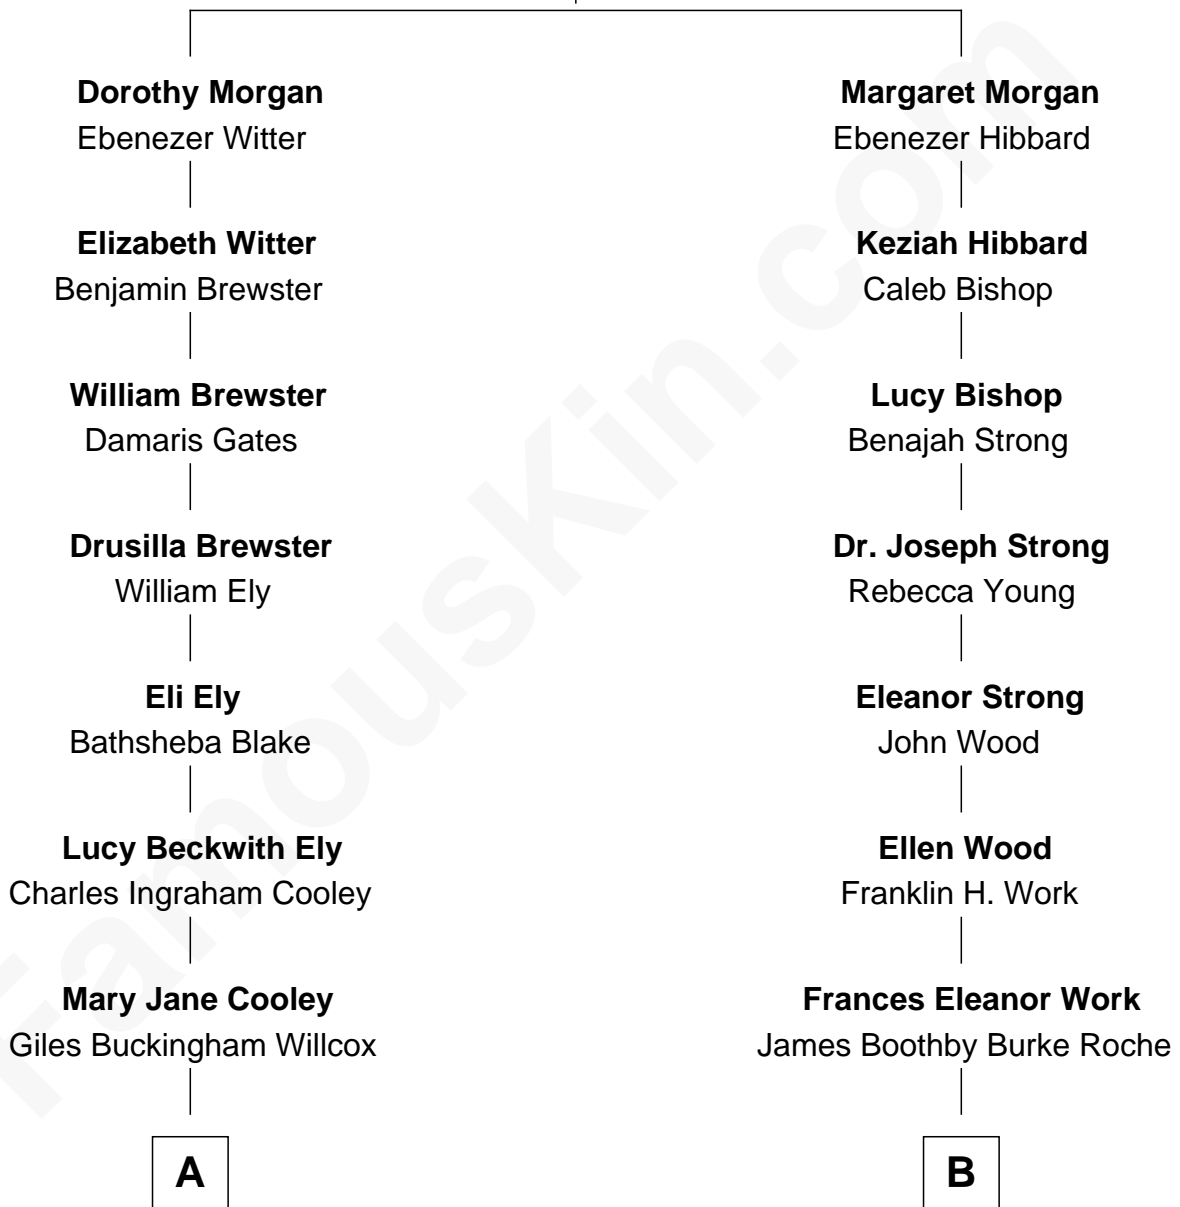 Dorothy Morgan
Ebenezer Witter
Margaret Morgan
Ebenezer Hibbard
Elizabeth Witter
Benjamin Brewster
Keziah Hibbard
Caleb Bishop
William Brewster
Damaris Gates
Lucy Bishop
Benajah Strong
Drusilla Brewster
William Ely
Dr. Joseph Strong
Rebecca Young
Eli Ely
Bathsheba Blake
Eleanor Strong
John Wood
Lucy Beckwith Ely
Charles Ingraham Cooley
Ellen Wood
Franklin H. Work
Mary Jane Cooley
Giles Buckingham Willcox
Frances Eleanor Work
James Boothby Burke Roche
A
B
FamousKin.com